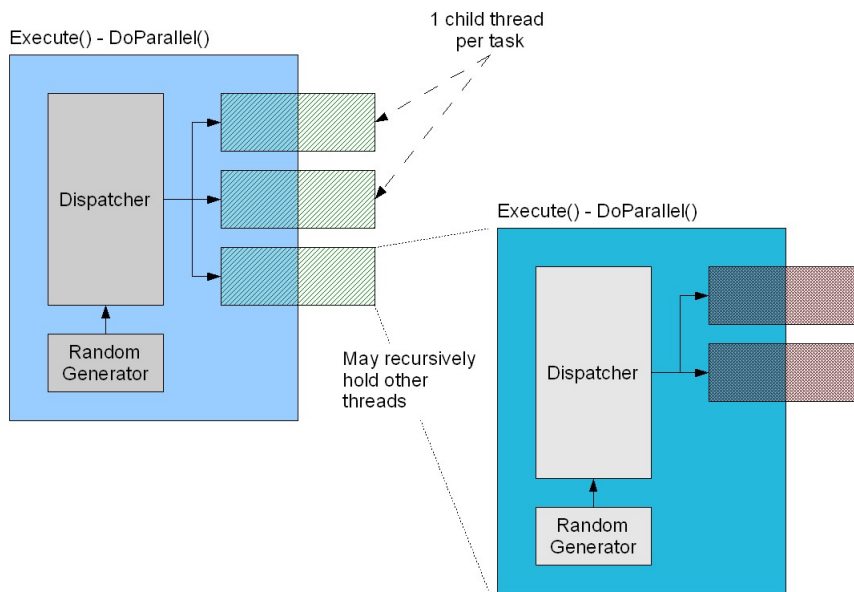 1 child thread
per task
Execute() - DoParallel()
Dispatcher
Random
Generator
May recursively
hold other
threads
Execute() - DoParallel()
Dispatcher
Random
Generator